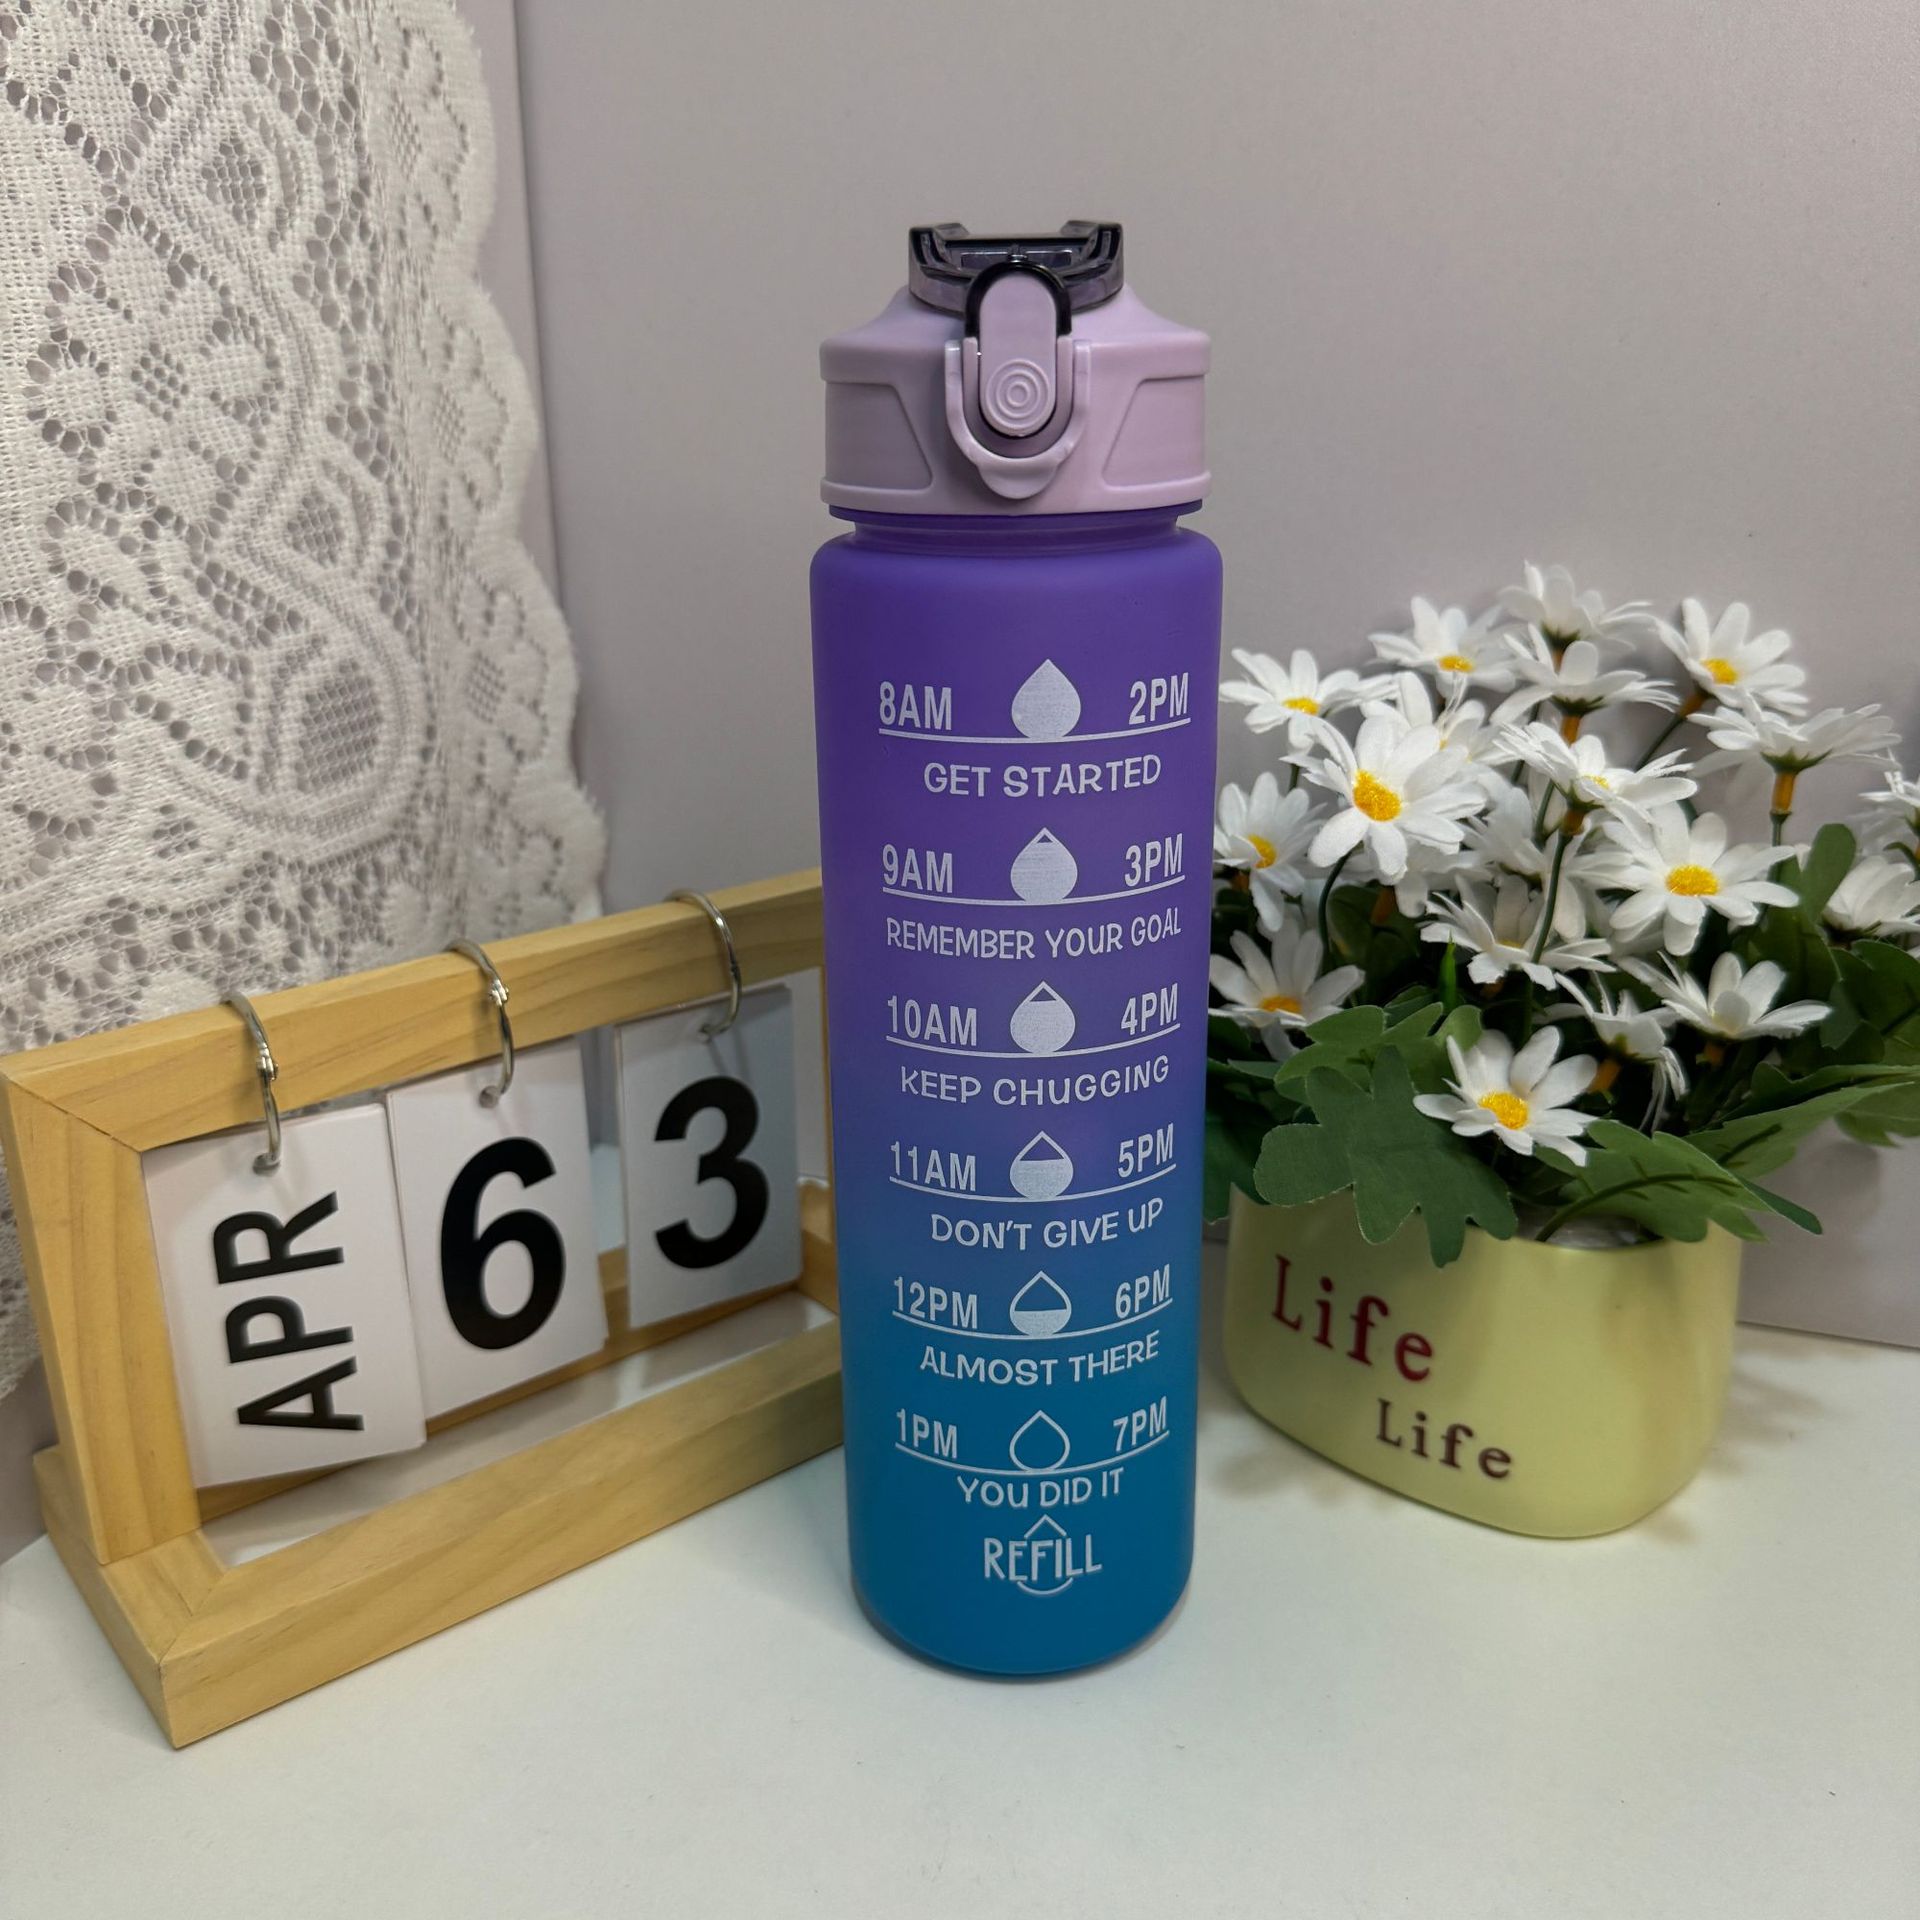 APR
6
3
8AM 2PM
GET STARTED
9AM 3PM
REMEMBER YOUR GOAL
10AM 4PM
KEEP CHUGGING
11AM 5PM
DON'T GIVE UP
12PM 6PM
ALMOST THERE
1PM 7PM
YOU DID IT
REFILL
Life
Life